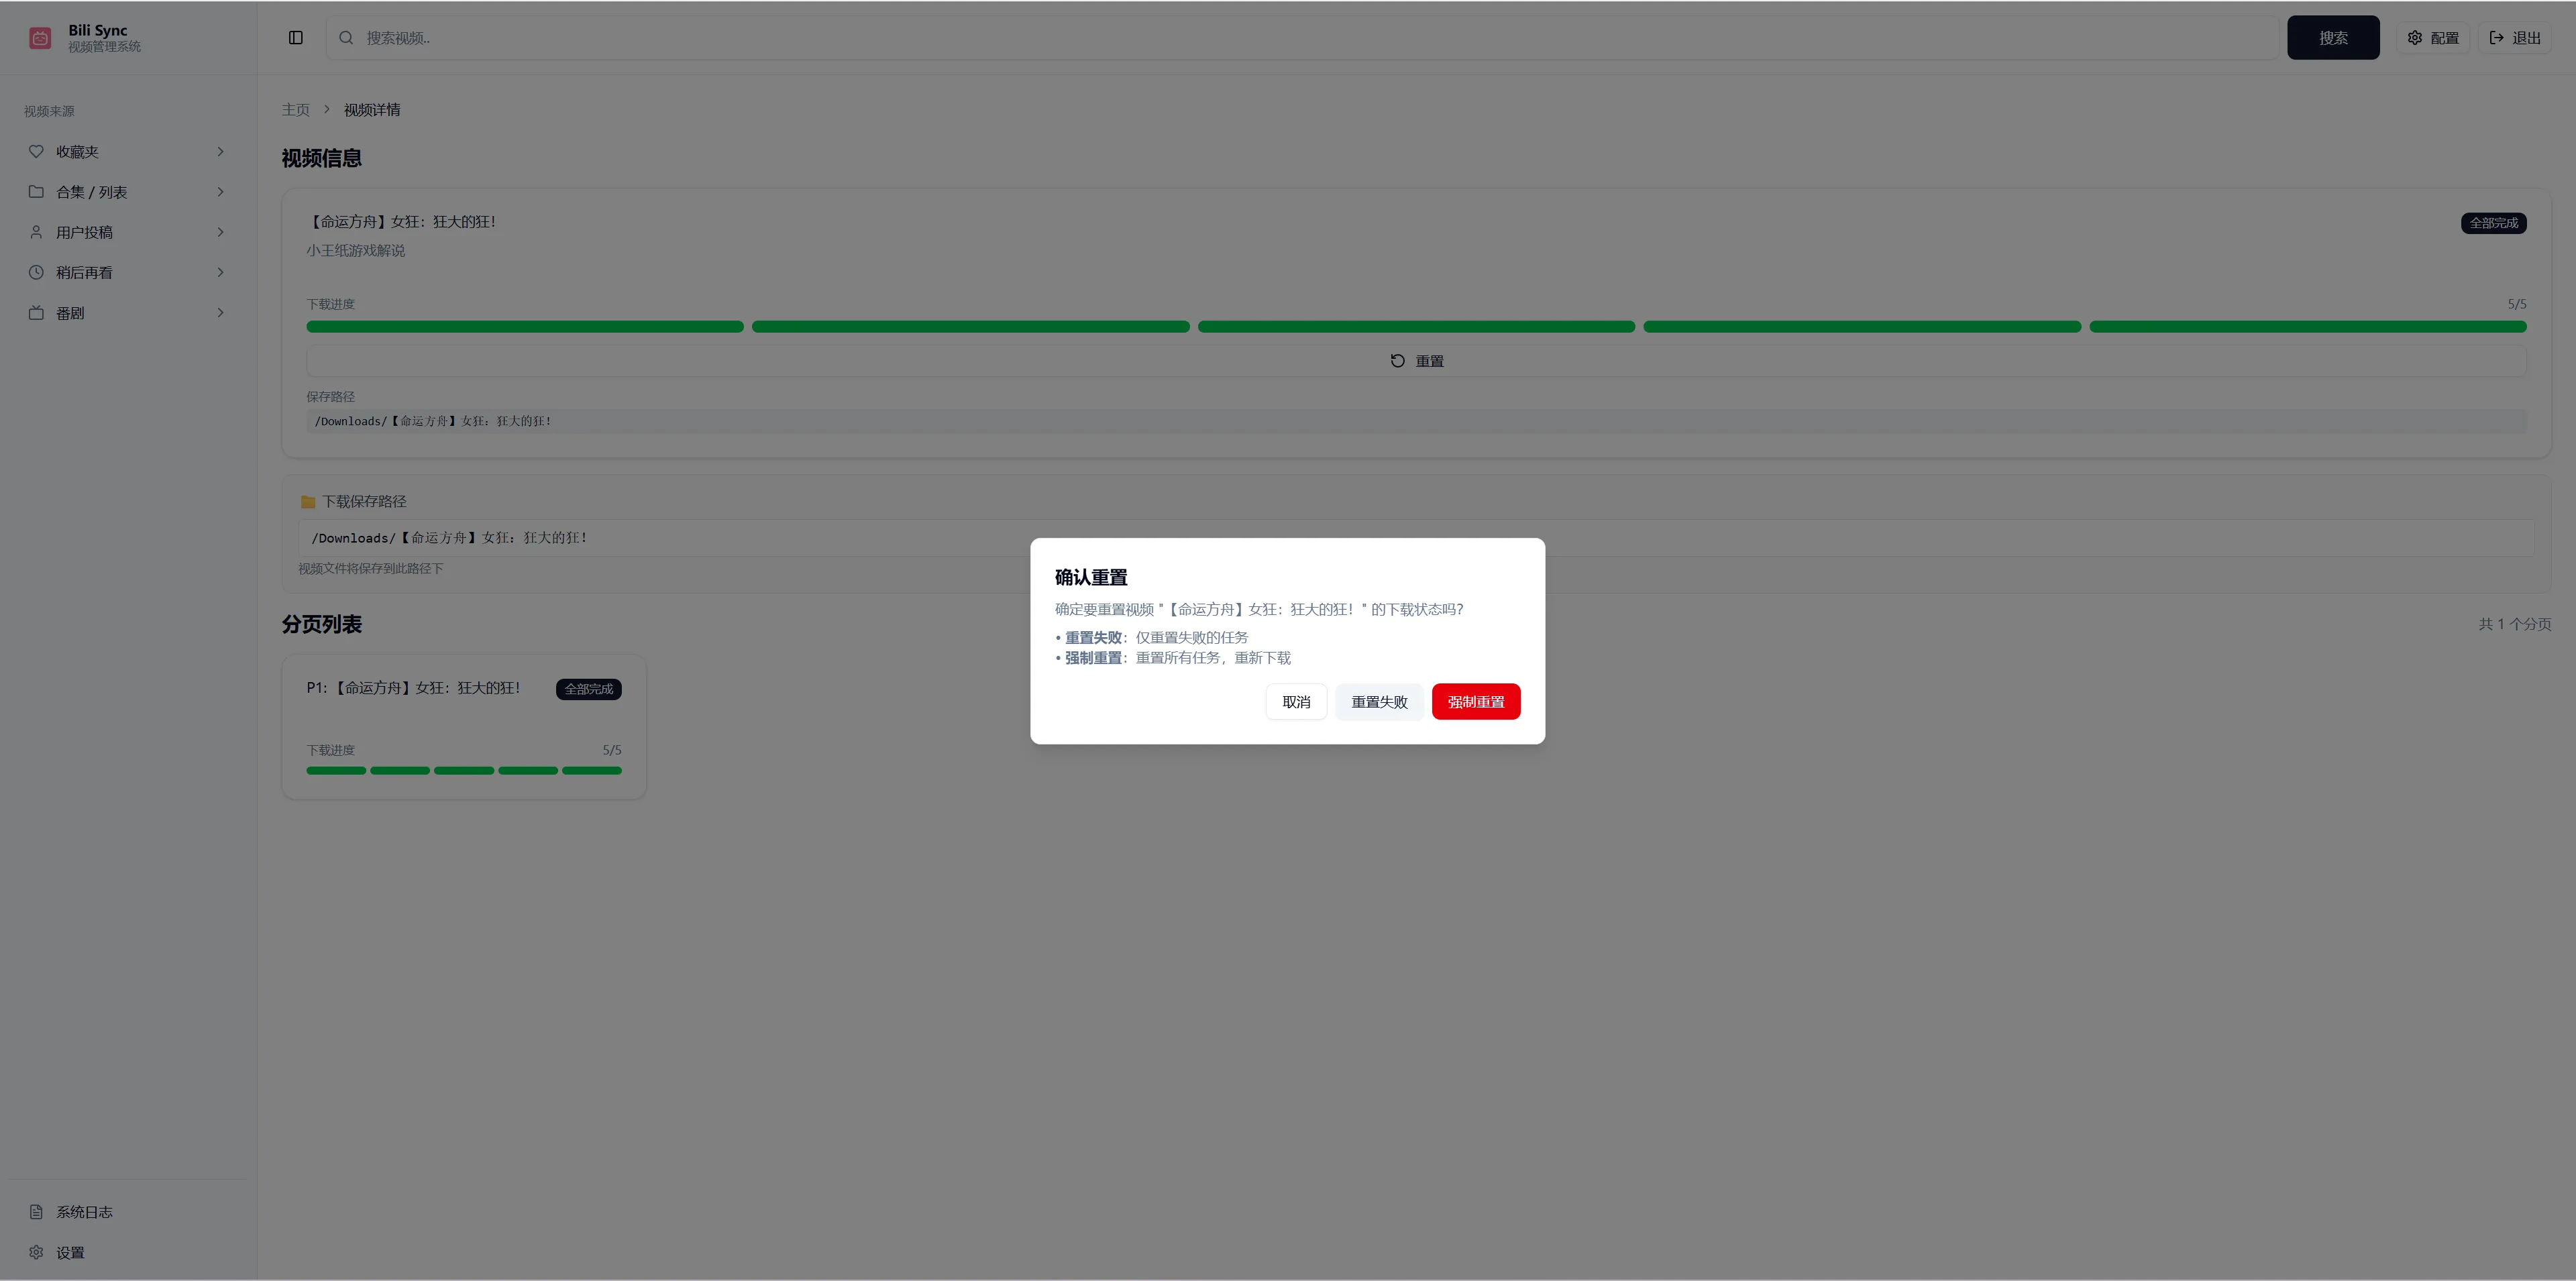 Bili Sync
视频管理系统
搜索视频..
搜索
配置
退出
视频来源
收藏夹
合集 / 列表
用户投稿
稍后再看
番剧
主页
视频详情
视频信息
【命运方舟】女狂：狂大的狂！
全部完成
小王纸游戏解说
下载进度
5/5
重置
保存路径
/Downloads/【命运方舟】女狂：狂大的狂！
下载保存路径
/Downloads/【命运方舟】女狂：狂大的狂！
视频文件将保存到此路径下
分页列表
共 1 个分页
P1: 【命运方舟】女狂：狂大的狂！
全部完成
下载进度
5/5
确认重置
确定要重置视频 "【命运方舟】女狂：狂大的狂！" 的下载状态吗?
• 重置失败：仅重置失败的任务
• 强制重置：重置所有任务，重新下载
取消
重置失败
强制重置
系统日志
设置